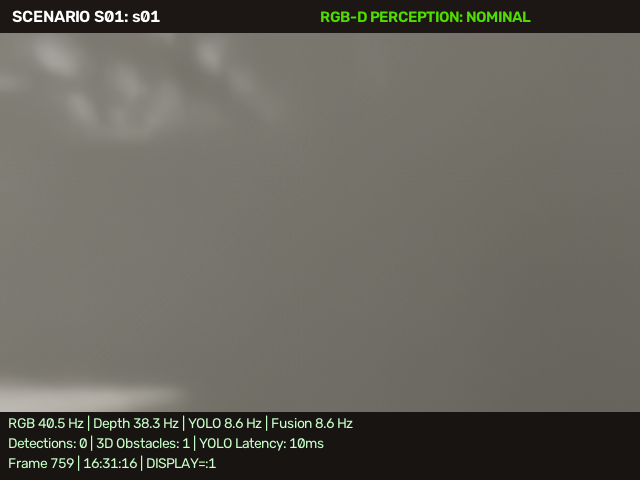 SCENARIO S01: s01
RGB-D PERCEPTION: NOMINAL
RGB 40.5 Hz | Depth 38.3 Hz | YOLO 8.6 Hz | Fusion 8.6 Hz
Detections: 0 | 3D Obstacles: 1 | YOLO Latency: 10ms
Frame 759 | 16:31:16 | DISPLAY=:1